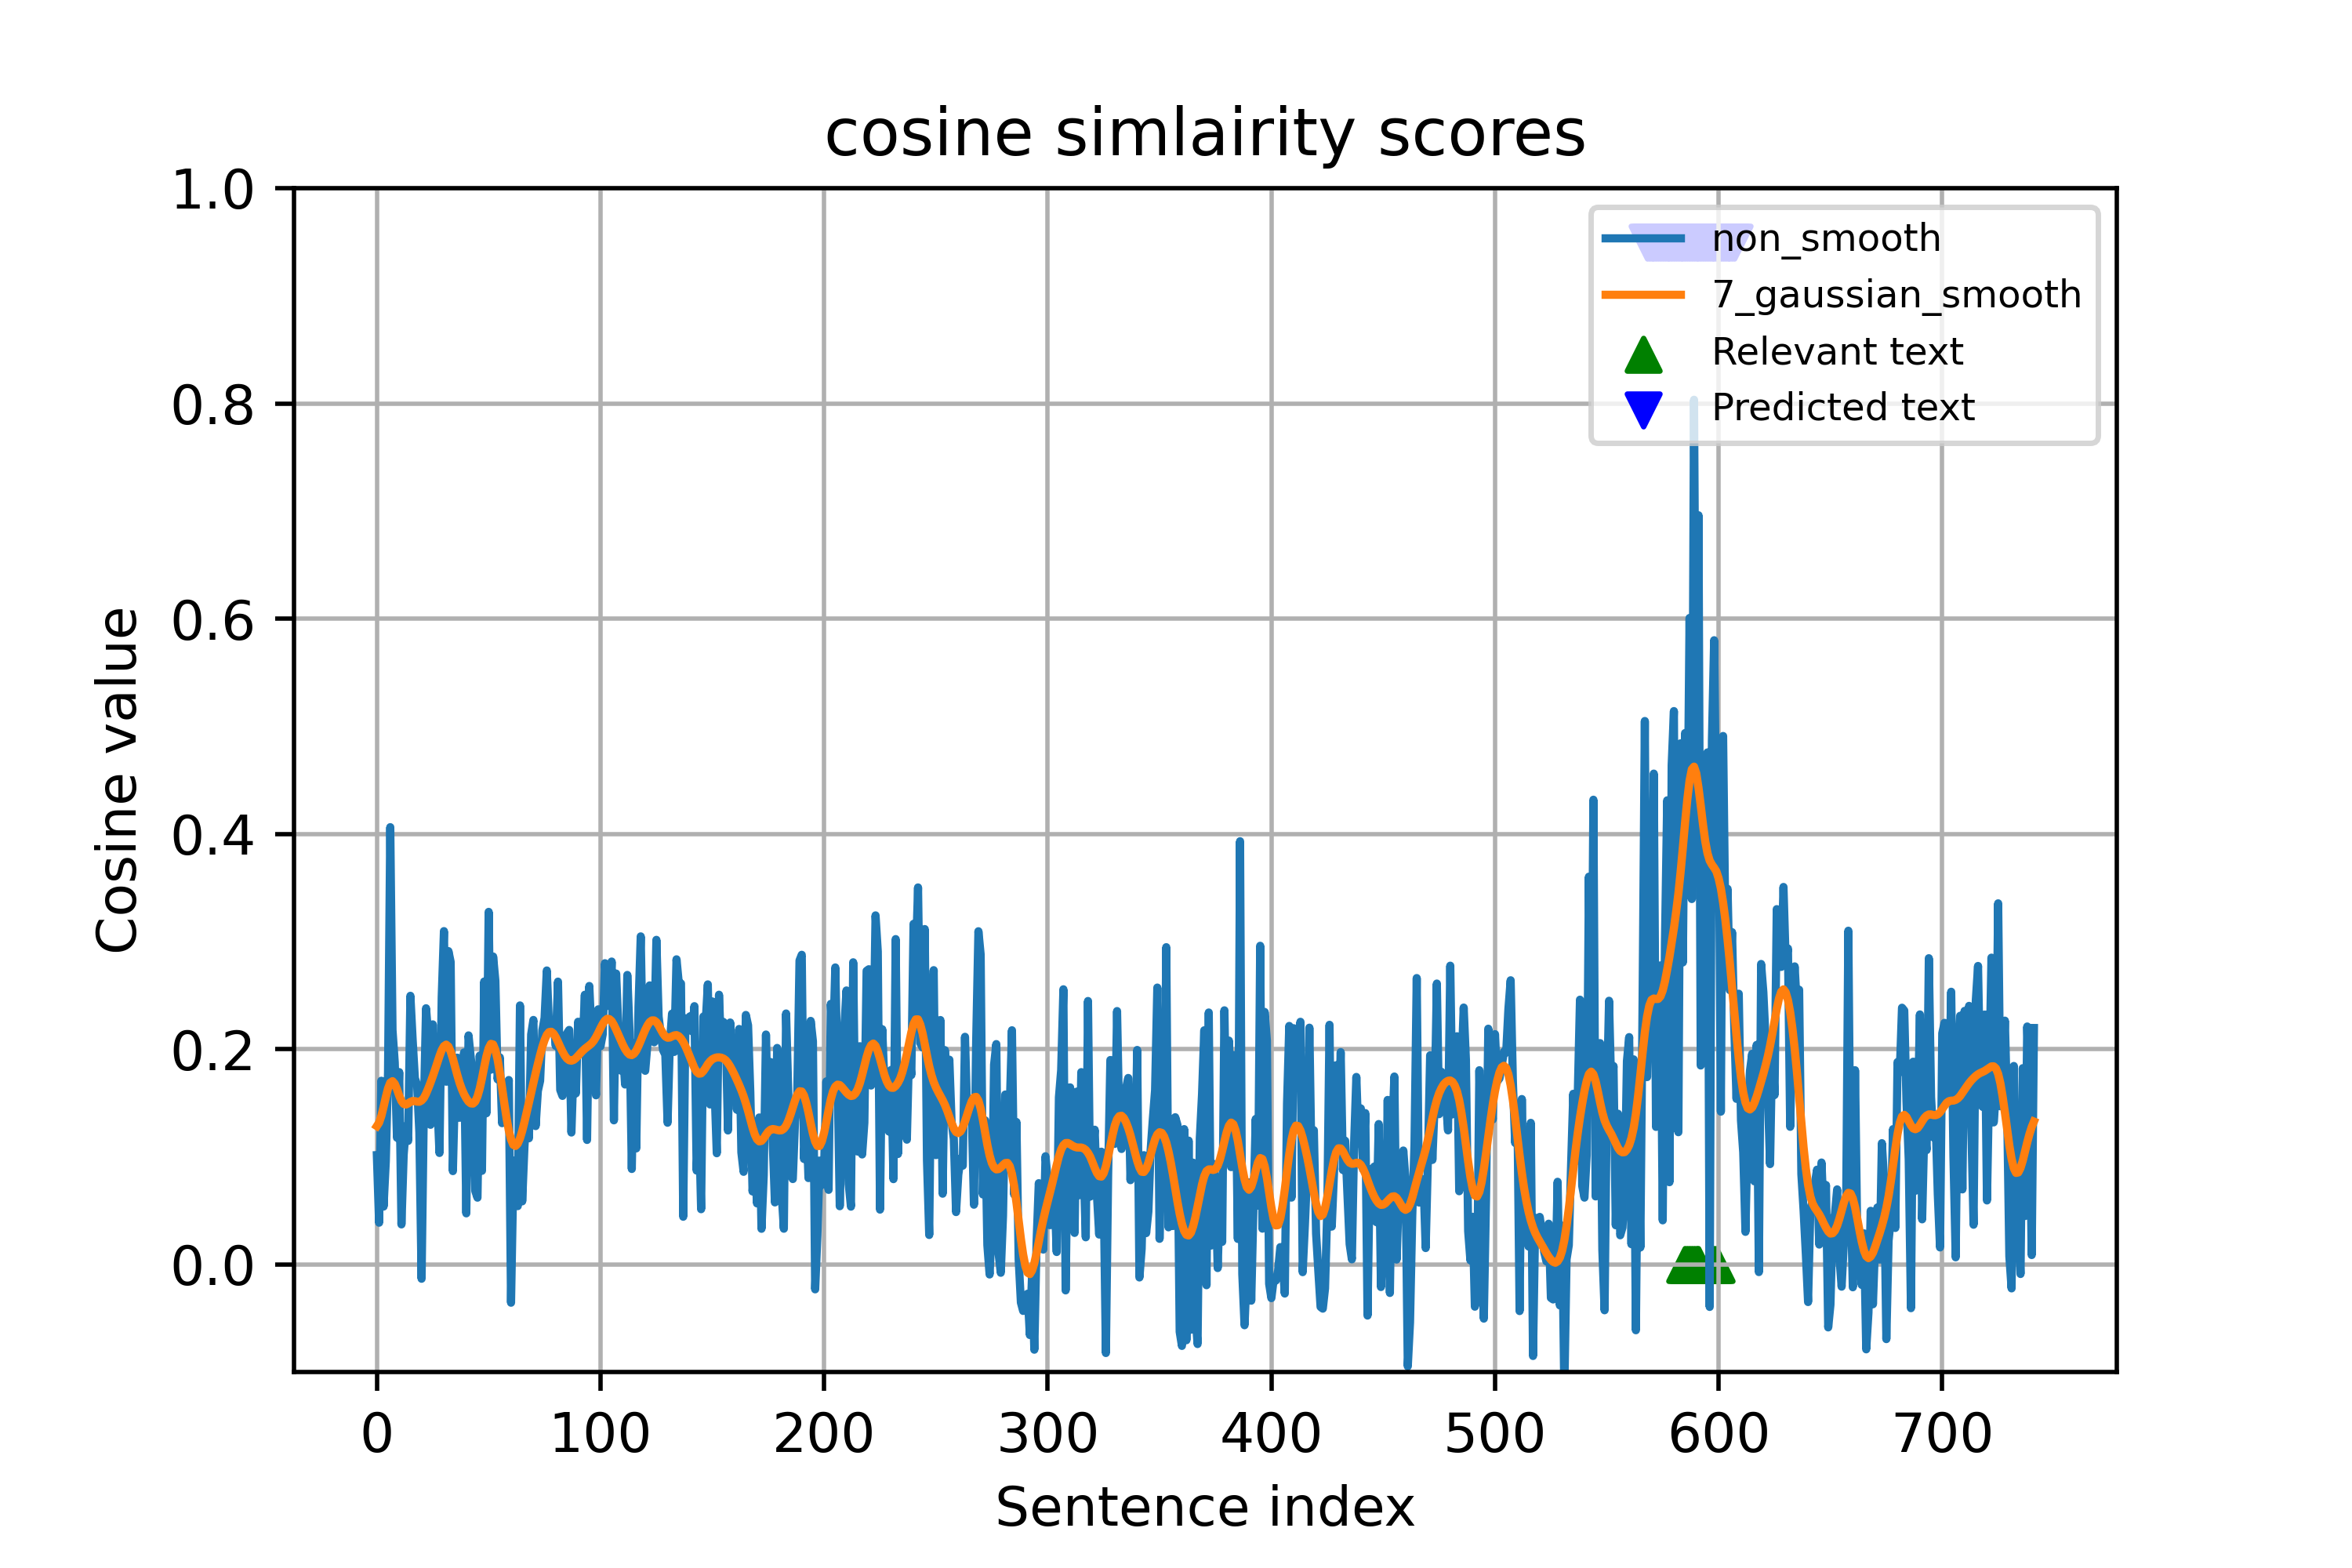 cosine simlairity scores
1.0
0.8
0.6
0.4
0.2
0.0
Cosine value
non_smooth
7_gaussian_smooth
Relevant text
Predicted text
0 100 200 300 400 500 600 700
Sentence index